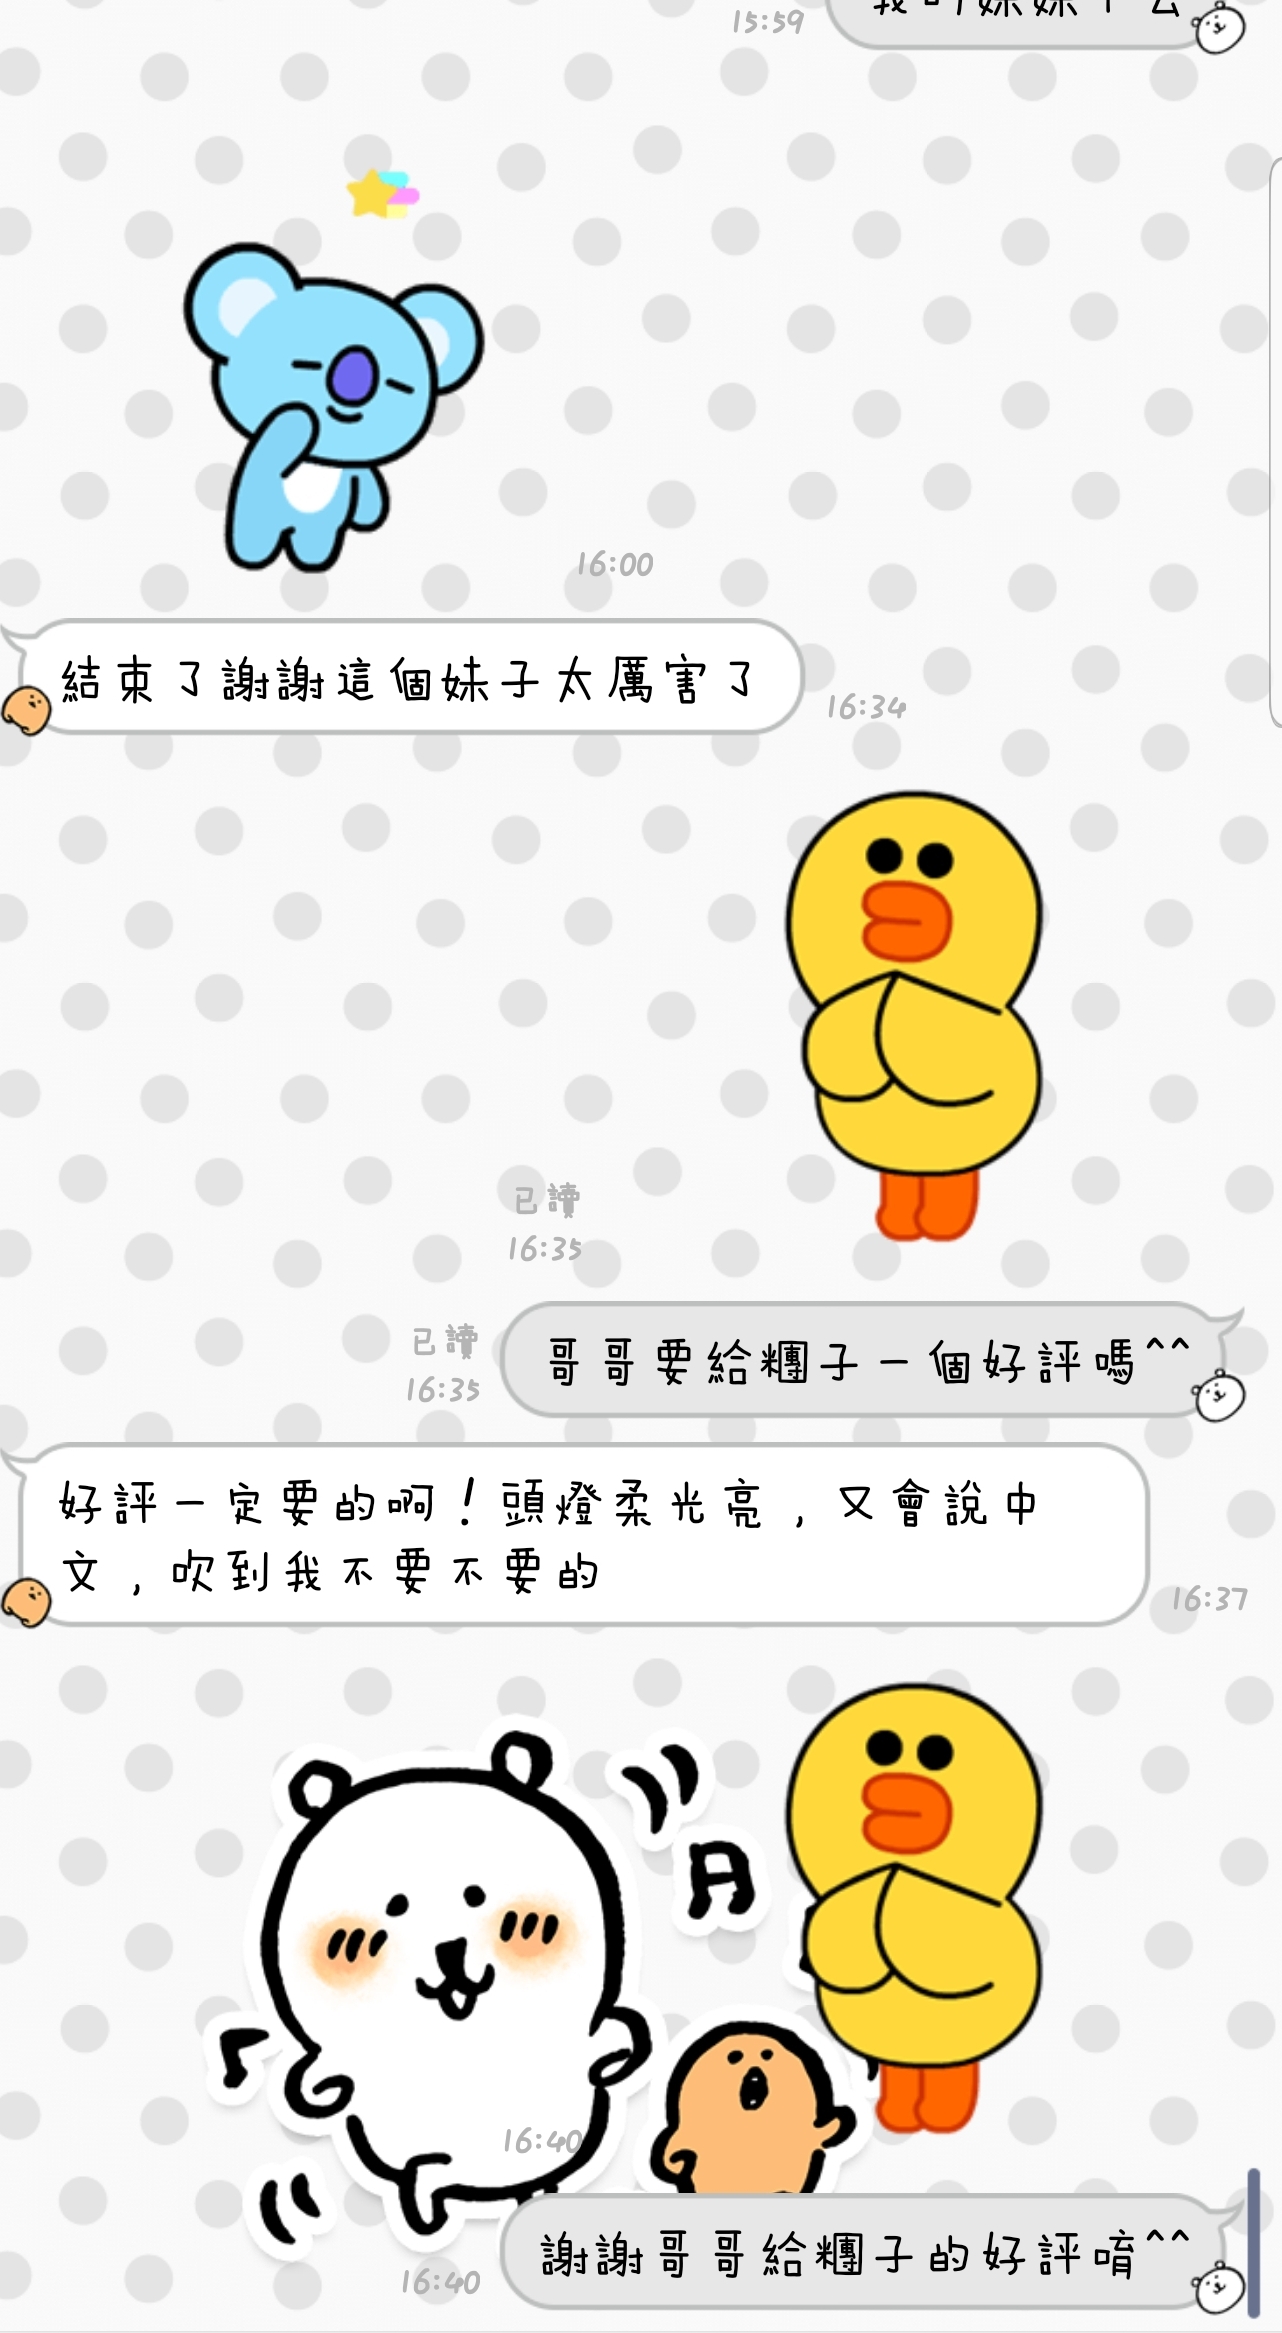 15:59
16:00
結束了謝謝這個妹子太厲害了
16:34
已讀
16:35
已讀
16:35
哥哥要給糰子一個好評嗎^^
好評一定要的啊！頭燈柔光亮，又會說中
文，吹到我不要不要的
16:37
16:40
16:40
謝謝哥哥給糰子的好評唷^^